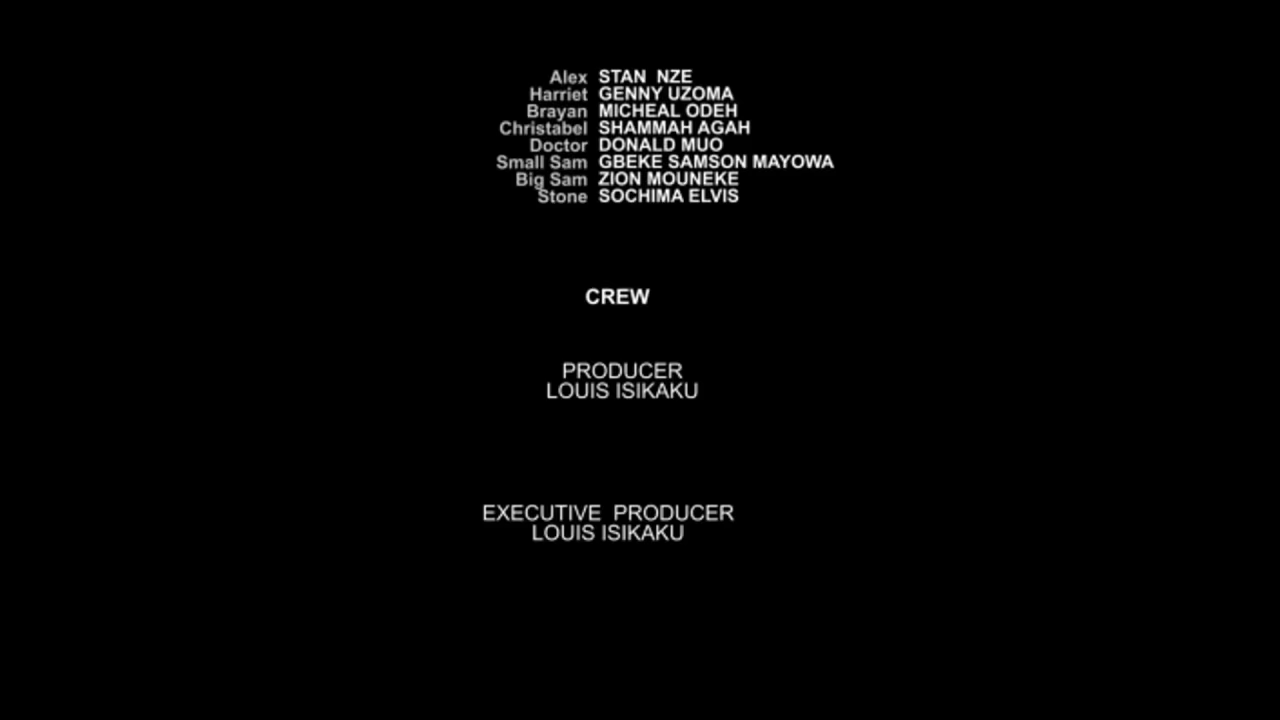 Alex STAN NZE
Harriet GENNY UZOMA
Brayan MICHEAL ODEH
Christabel SHAMMAH AGAH
Doctor DONALD MUO
Small Sam GBEKE SAMSON MAYOWA
Big Sam ZION MOUNEKE
Stone SOCHIMA ELVIS
CREW
PRODUCER
LOUIS ISIKAKU
EXECUTIVE PRODUCER
LOUIS ISIKAKU